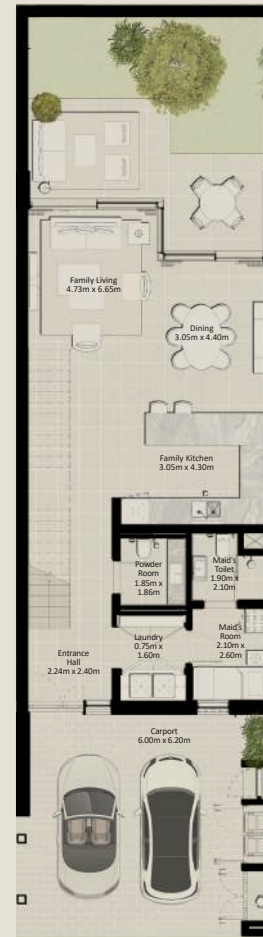 Family Living
4.73m x 6.65m
Dining
3.05m x 4.40m
Family Kitchen
3.05m x 4.30m
Powder
Room
1.85m x
1.86m
Maid's
Toilet
1.90m x
2.10m
Laundry
0.75m x
1.60m
Maid's
Room
2.10m x
2.60m
Entrance
Hall
2.24m x 2.40m
Carport
6.00m x 6.20m